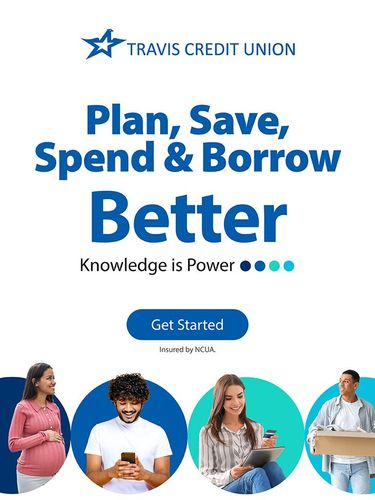 TRAVIS CREDIT UNION
Plan, Save,
Spend & Borrow
Better
Knowledge is Power
Get Started
Insured by NCUA.